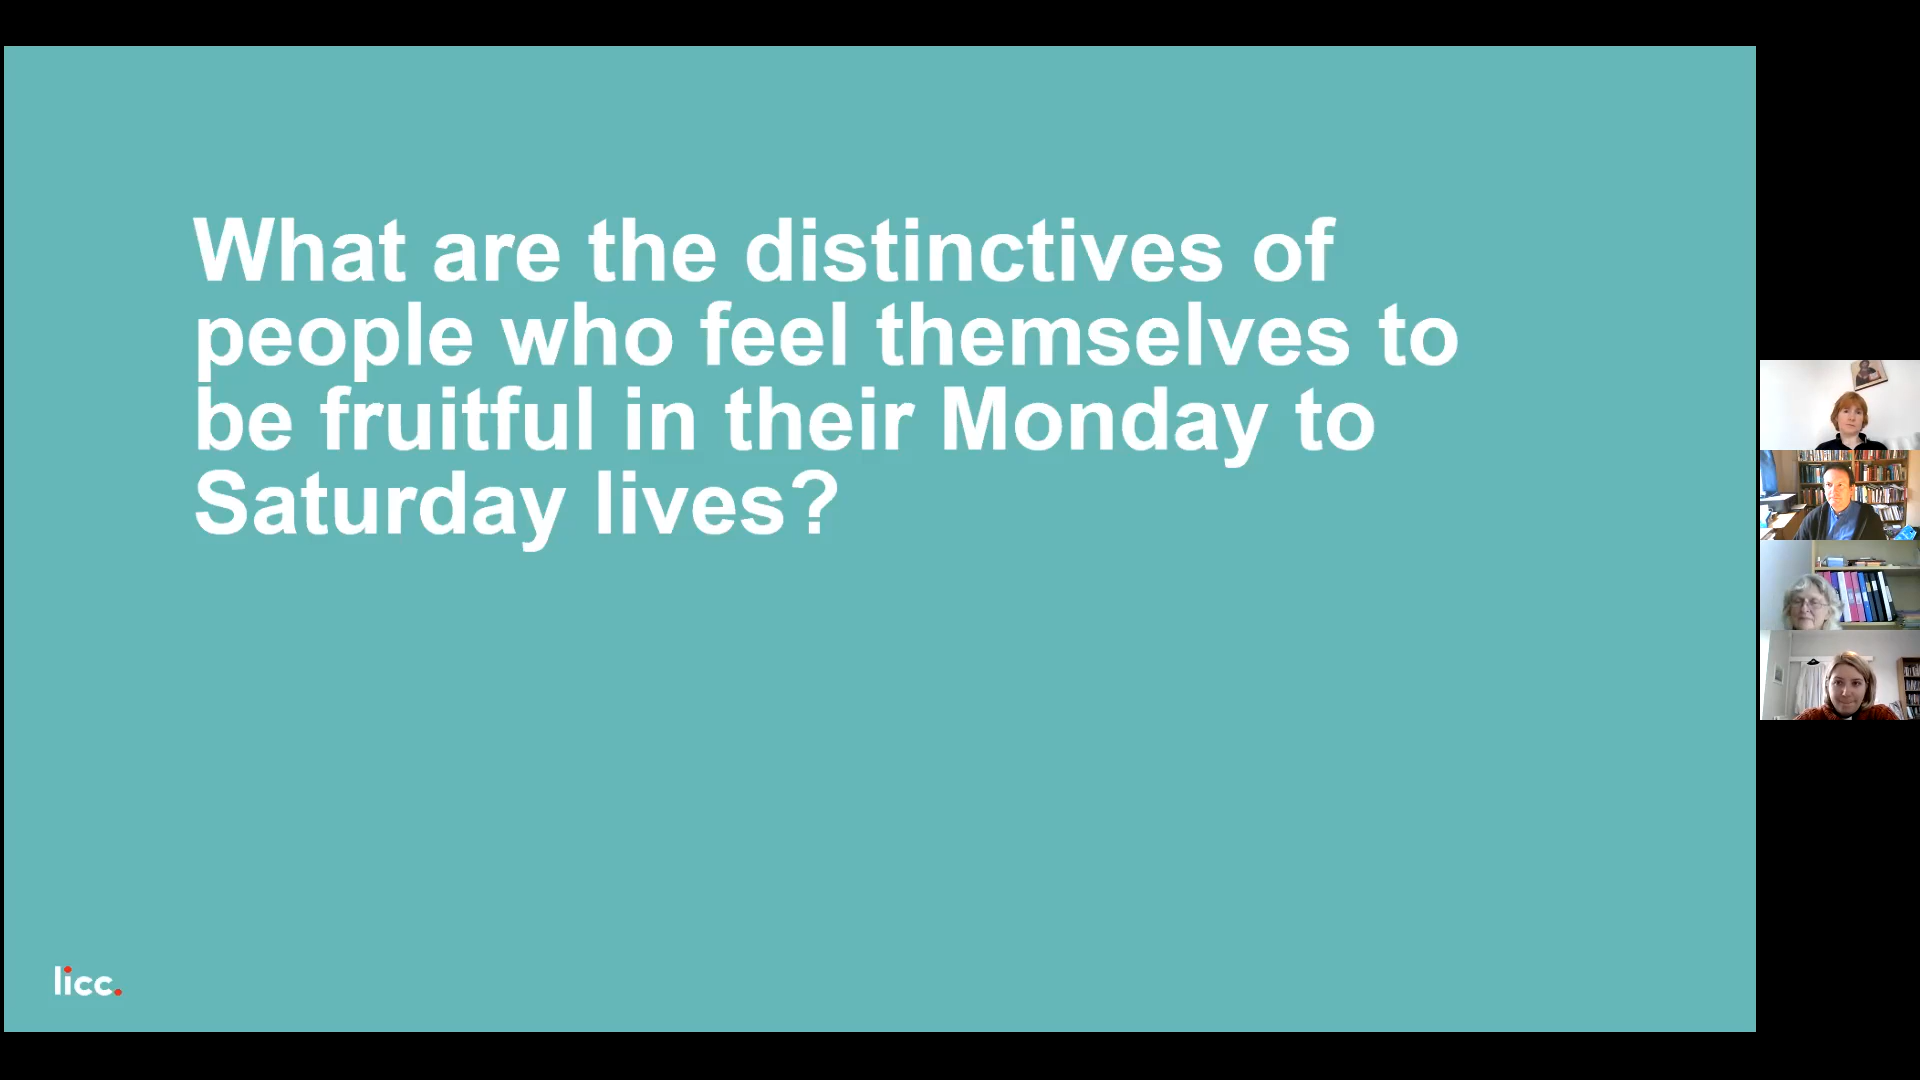 What are the distinctives of
people who feel themselves to
be fruitful in their Monday to
Saturday lives?
licc.